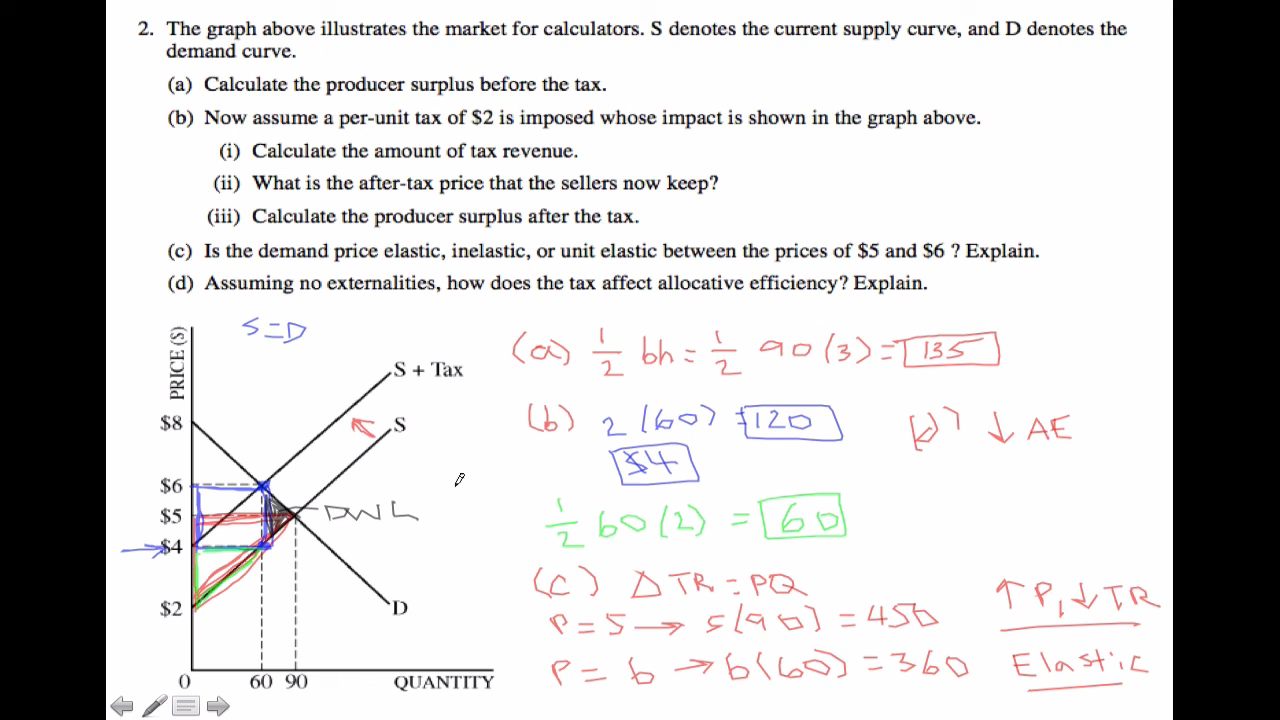 2. The graph above illustrates the market for calculators. S denotes the current supply curve, and D denotes the
demand curve.
(a) Calculate the producer surplus before the tax.
(b) Now assume a per-unit tax of $2 is imposed whose impact is shown in the graph above.
(i) Calculate the amount of tax revenue.
(ii) What is the after-tax price that the sellers now keep?
(iii) Calculate the producer surplus after the tax.
(c) Is the demand price elastic, inelastic, or unit elastic between the prices of $5 and $6 ? Explain.
(d) Assuming no externalities, how does the tax affect allocative efficiency? Explain.
PRICE ($)
S=D
S + Tax
$8
S
$6
$5
DWL
$4
$2
D
0
60 90
QUANTITY
(a) 1/2 bh = 1/2 90 (3) = 135
(b) 2 (60) = 120
↓ AE
$4
1/2 60 (2) = 60
(c) Δ TR = PQ
↑ P, ↓ TR
P = 5 → 5(90) = 450
P = 6 → 6(60) = 360
Elastic